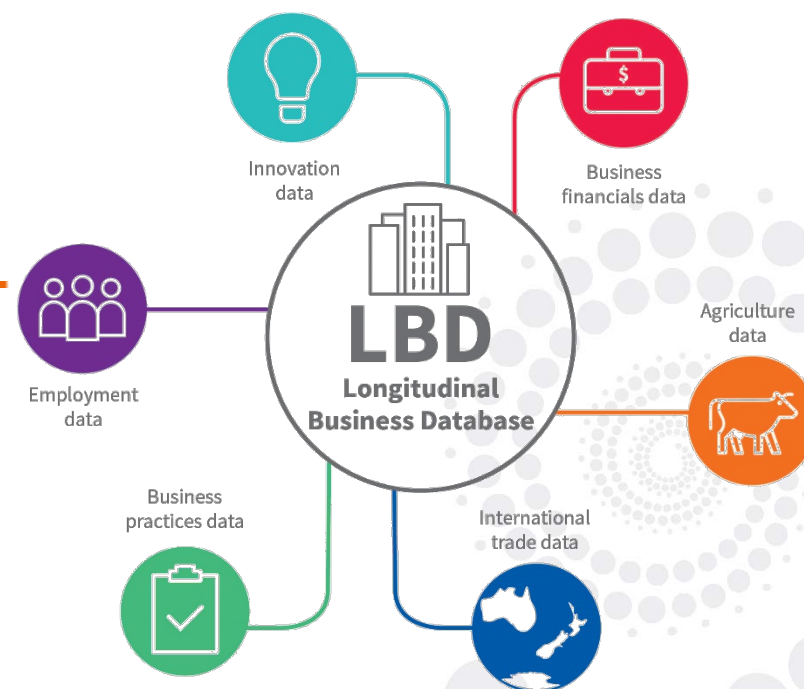 $
Innovation
data
Business
financials data
LBD
Longitudinal
Business Database
Agriculture
data
Employment
data
Business
practices data
International
trade data